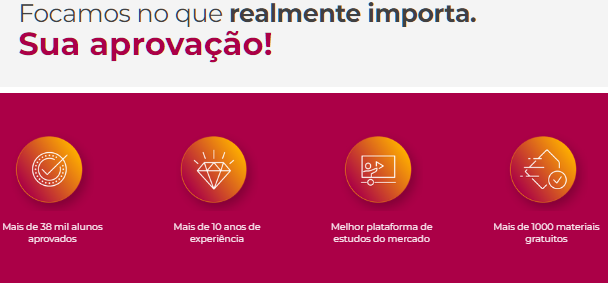 Focamos no que realmente importa.
Sua aprovação!
Mais de 38 mil alunos
aprovados
Mais de 10 anos de
experiência
Melhor plataforma de
estudos do mercado
Mais de 1000 materiais
gratuitos